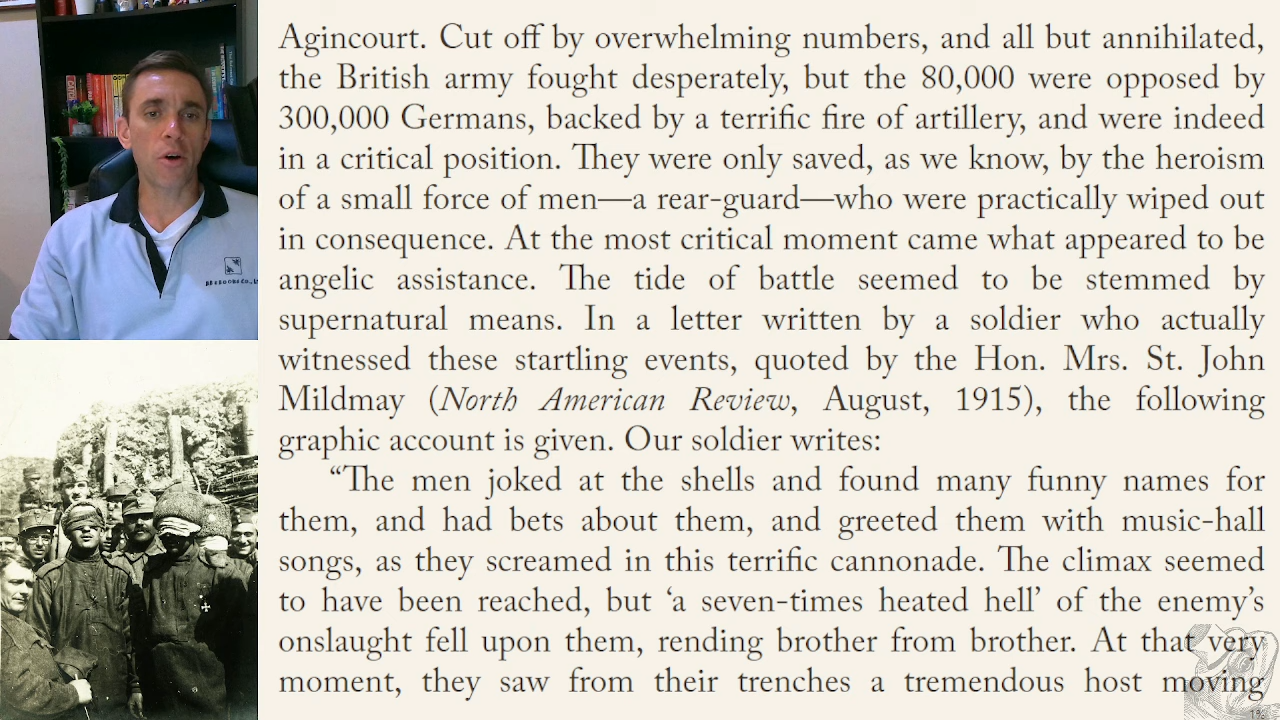 Agincourt. Cut off by overwhelming numbers, and all but annihilated,
the British army fought desperately, but the 80,000 were opposed by
300,000 Germans, backed by a terrific fire of artillery, and were indeed
in a critical position. They were only saved, as we know, by the heroism
of a small force of men—a rear-guard—who were practically wiped out
in consequence. At the most critical moment came what appeared to be
angelic assistance. The tide of battle seemed to be stemmed by
supernatural means. In a letter written by a soldier who actually
witnessed these startling events, quoted by the Hon. Mrs. St. John
Mildmay (North American Review, August, 1915), the following
graphic account is given. Our soldier writes:
“The men joked at the shells and found many funny names for
them, and had bets about them, and greeted them with music-hall
songs, as they screamed in this terrific cannonade. The climax seemed
to have been reached, but ‘a seven-times heated hell’ of the enemy’s
onslaught fell upon them, rending brother from brother. At that very
moment, they saw from their trenches a tremendous host moving